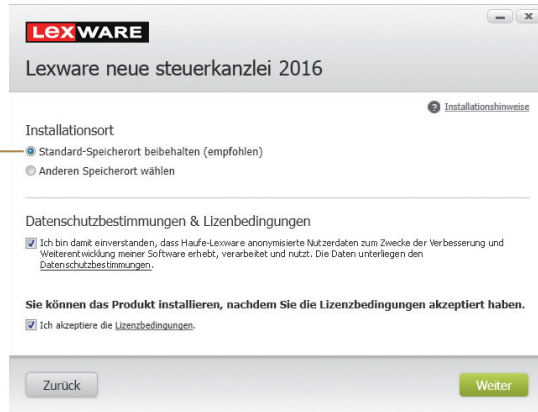 LEXWARE
Lexware neue steuerkanzlei 2016
? Installationshinweise
Installationsort
Standard-Speicherort beibehalten (empfohlen)
Anderen Speicherort wählen
Datenschutzbestimmungen & Lizenbedingungen
Ich bin damit einverstanden, dass Haufe-Lexware anonymisierte Nutzerdaten zum Zwecke der Verbesserung und
Weiterentwicklung meiner Software erhebt, verarbeitet und nutzt. Die Daten unterliegen den
Datenschutzbestimmungen.
Sie können das Produkt installieren, nachdem Sie die Lizenzbedingungen akzeptiert haben.
Ich akzeptiere die Lizenzbedingungen.
Zurück
Weiter